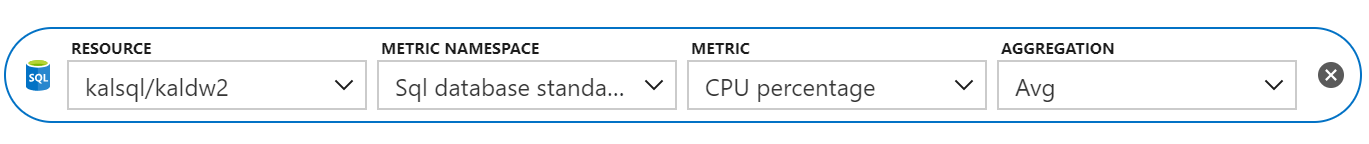 RESOURCE METRIC NAMESPACE METRIC AGGREGATION
SQL kalsql/kaldw2 Sql database standa... CPU percentage Avg